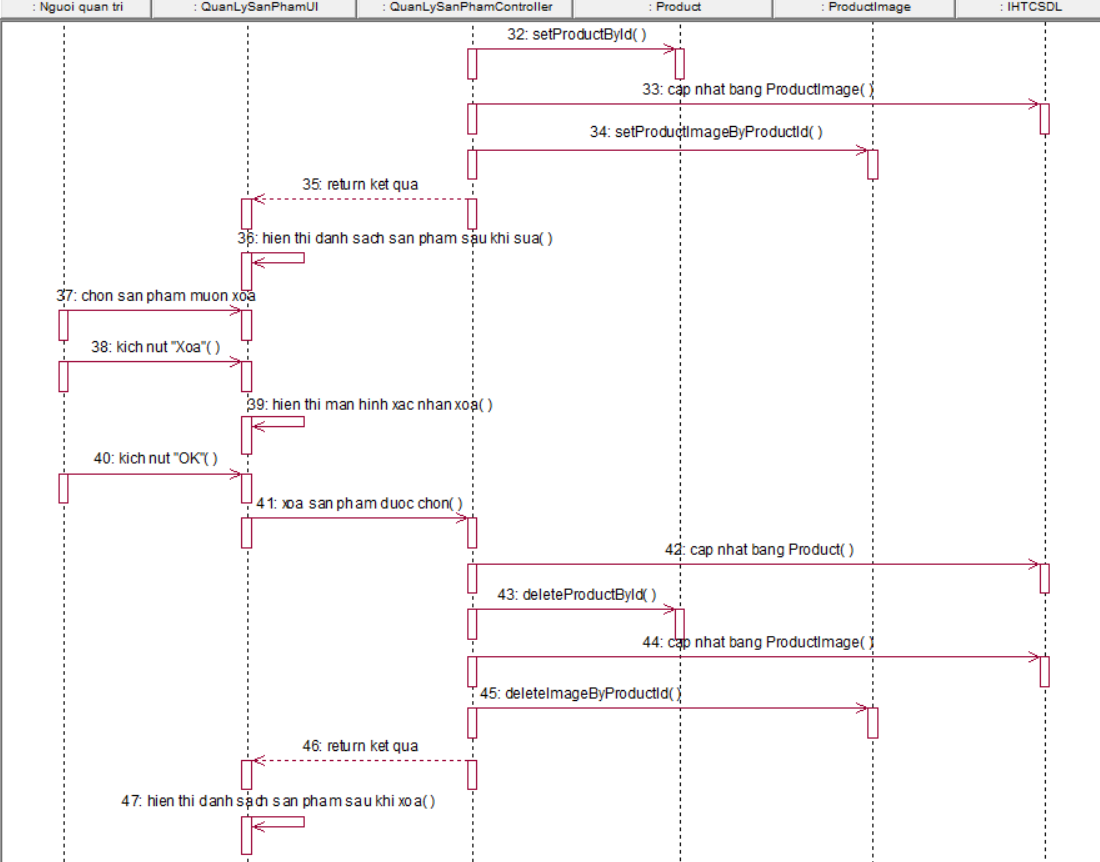 : Nguoi quan tri
: QuanLySanPhamUI
: QuanLySanPhamController
: Product
: ProductImage
: IHTCSDL
32: setProductById( )
33: cap nhat bang ProductImage( )
34: setProductImageByProductId( )
35: return ket qua
36: hien thi danh sach san pham sau khi sua( )
37: chon san pham muon xoa
38: kich nut "Xoa"( )
39: hien thi man hinh xac nhan xoa( )
40: kich nut "OK"( )
41: xoa san pham duoc chon( )
42: cap nhat bang Product( )
43: deleteProductById( )
44: cap nhat bang ProductImage( )
45: deleteImageByProductId( )
46: return ket qua
47: hien thi danh sach san pham sau khi xoa( )